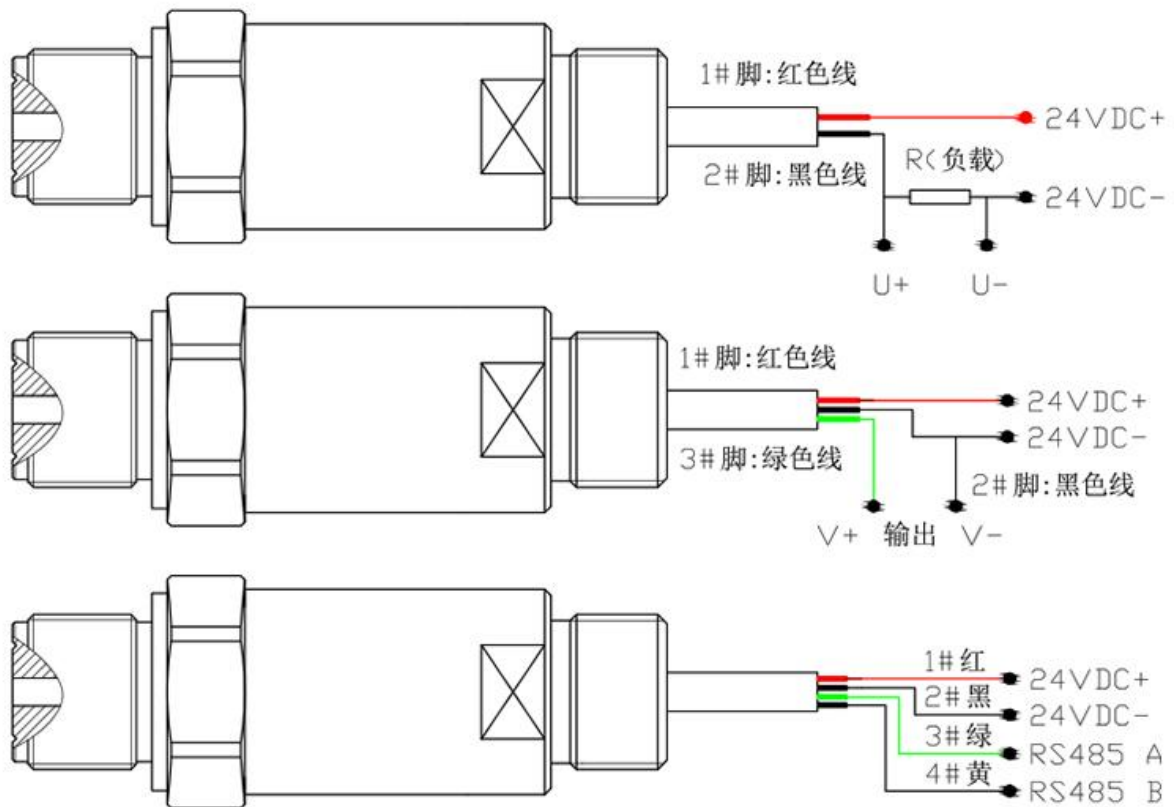 1#脚:红色线
24VDC+
R(负载)
2#脚:黑色线
24VDC-
U+ U-
1#脚:红色线
24VDC+
24VDC-
3#脚:绿色线
2#脚:黑色线
V+ 输出 V-
1#红
24VDC+
2#黑
24VDC-
3#绿
RS485 A
4#黄
RS485 B